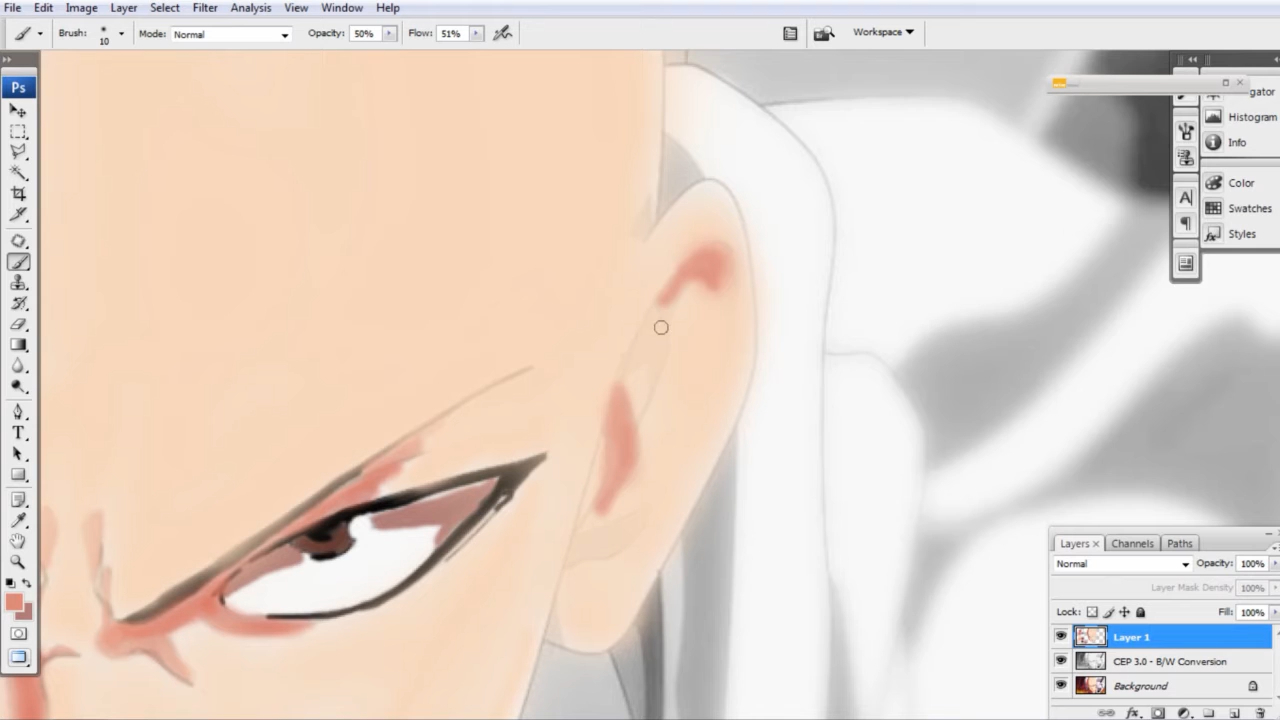 File Edit Image Layer Select Filter Analysis View Window Help
Brush: 10 Mode: Normal Opacity: 50% Flow: 51% Workspace
Ps
gator
Histogram
Info
Color
Swatches
Styles
A
T
Layers Channels Paths
Normal Opacity: 100%
Layer Mask Density: 100%
Lock: Fill: 100%
Layer 1
CEP 3.0 - B/W Conversion
Background
fx